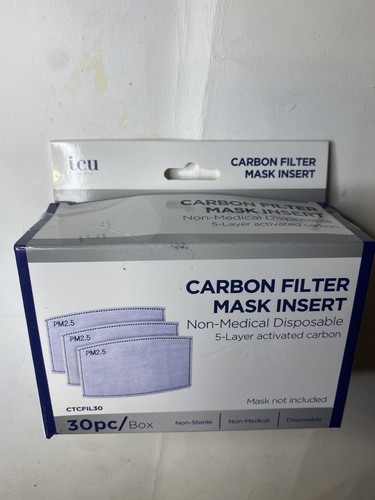 icu
CARBON FILTER
MASK INSERT
CARBON FILTER
MASK INSERT
Non-Medical Disposable
5-Layer activated carbon
CARBON FILTER
MASK INSERT
Non-Medical Disposable
5-Layer activated carbon
PM2.5
PM2.5
PM2.5
Mask not included
CTCFIL30
30pc/Box
Non-Sterile | Non-Medical | Disposable